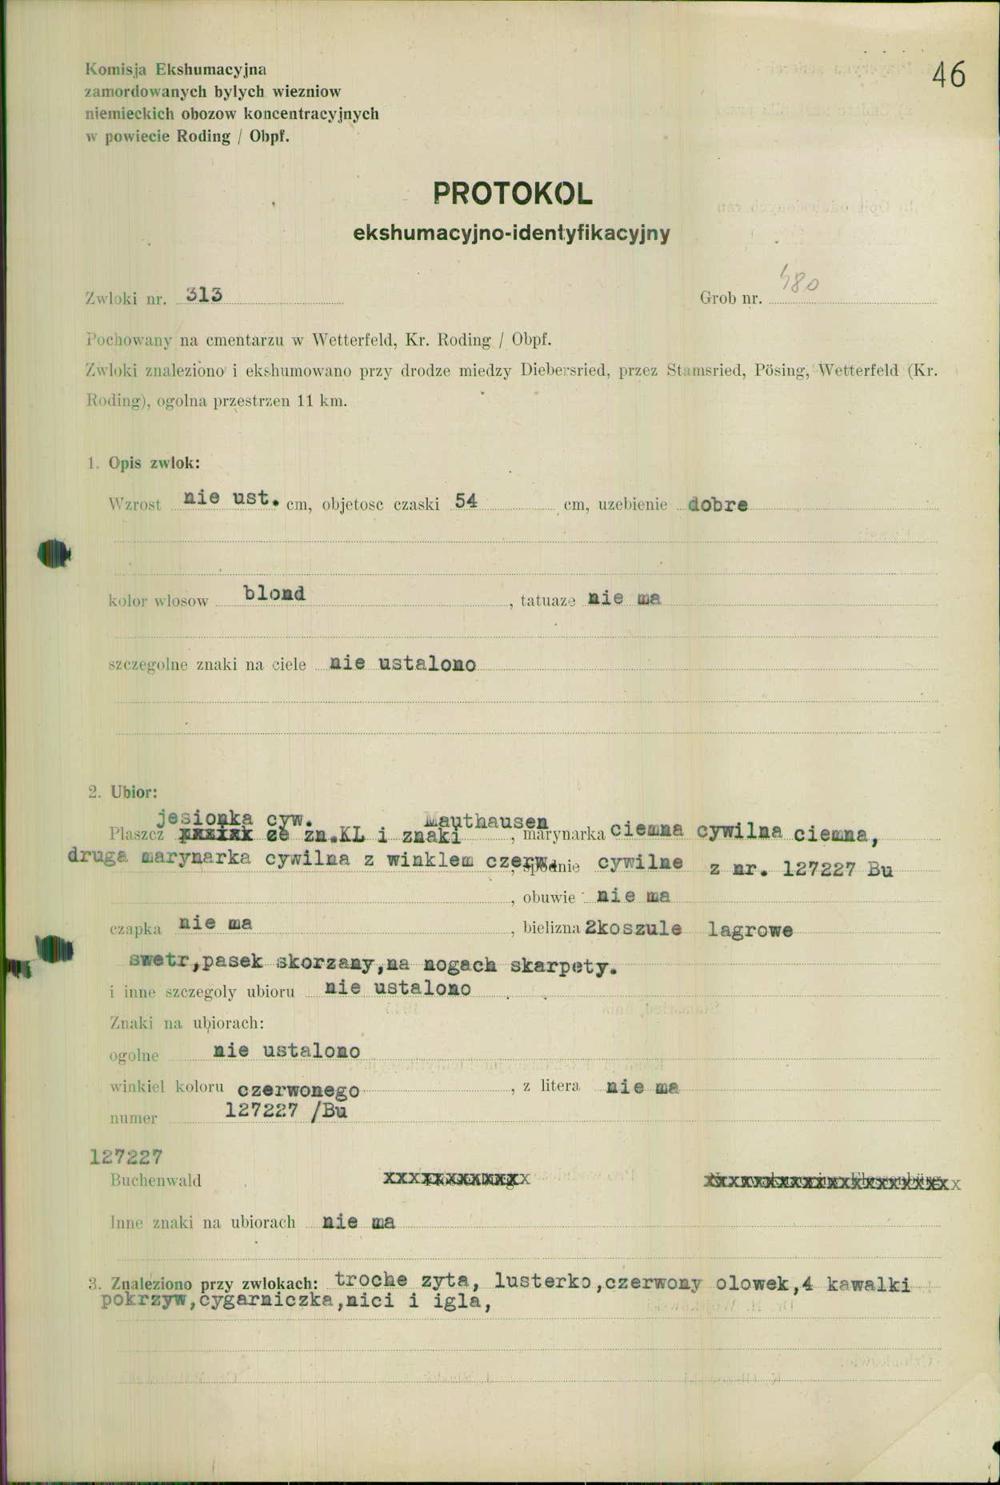 46
Komisja Ekshumacyjna
zamordowanych bylych wiezniow
niemieckich obozow koncentracyjnych
w powiecie Roding / Obpf.
PROTOKOL
ekshumacyjno-identyfikacyjny
Zwloki nr. 313 Grob nr. 480
Pochowany na cmentarzu w Wetterfeld, Kr. Roding / Obpf.
Zwloki znaleziono i ekshumowano przy drodze miedzy Diebersried, przez Stamsried, Pösing, Wetterfeld (Kr.
Roding), ogolna przestrzen 11 km.
1. Opis zwlok:
Wzrost nie ust. cm, objetosc czaski 54 cm, uzebienie dobre
kolor wlosow blond, tatuaze nie ma
szczegolne znaki na ciele nie ustalono
2. Ubior:
jesionka cyw. Mauthausen
Plaszcz ze zn.KL i znaki, marynarka ciemna cywilna ciemna,
druga marynarka cywilna z winklem czerw, spodnie cywilne z nr. 127227 Bu
, obuwie nie ma
czapka nie ma, bielizna 2koszule lagrowe
swetr,pasek skorzany,na nogach skarpety.
i inne szczegoly ubioru nie ustalono
Znaki na ubiorach:
ogolne nie ustalono
winkiel koloru czerwonego, z litera nie ma
numer 127227 /Bu
127227
Buchenwald
Inne znaki na ubiorach nie ma
3. Znaleziono przy zwlokach: troche zyta, lusterko,czerwony olowek,4 kawalki
pokrzyw,cygarniczka,nici i igla,